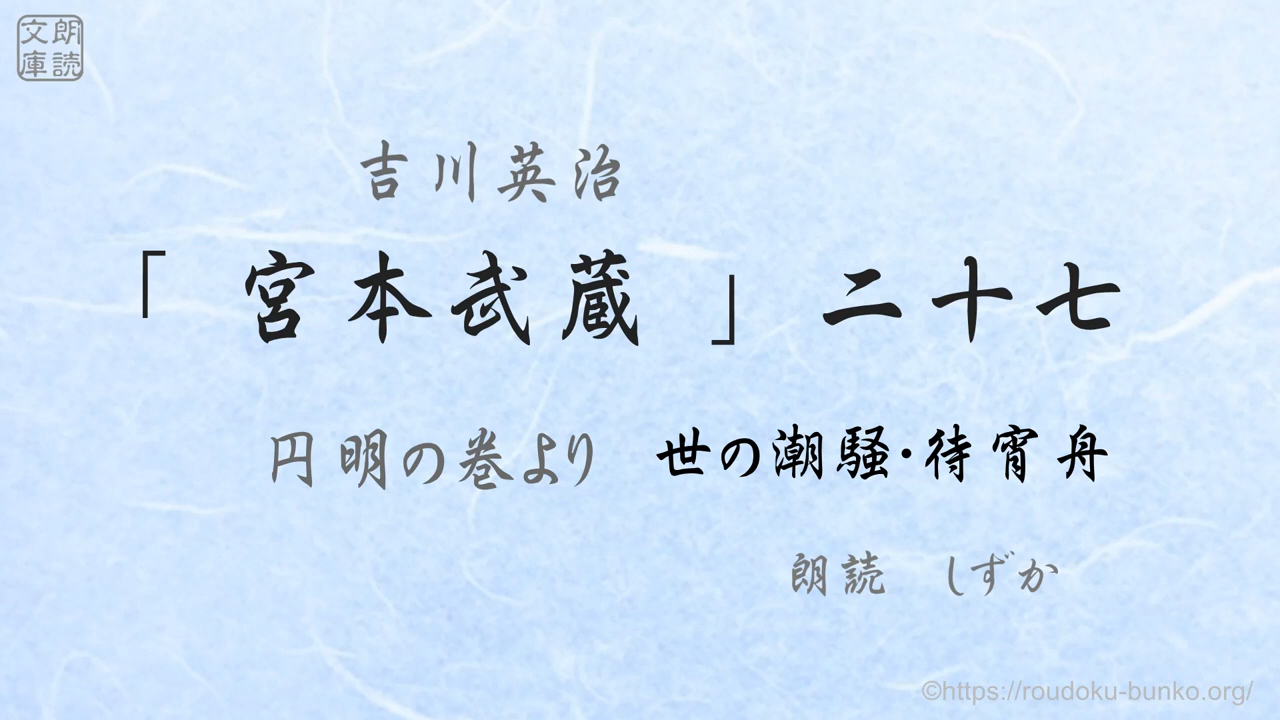 朗読
文庫
吉川英治
「宮本武蔵」二十七
円明の巻より 世の潮騒・待宵舟
朗読 しずか
©https://roudoku-bunko.org/